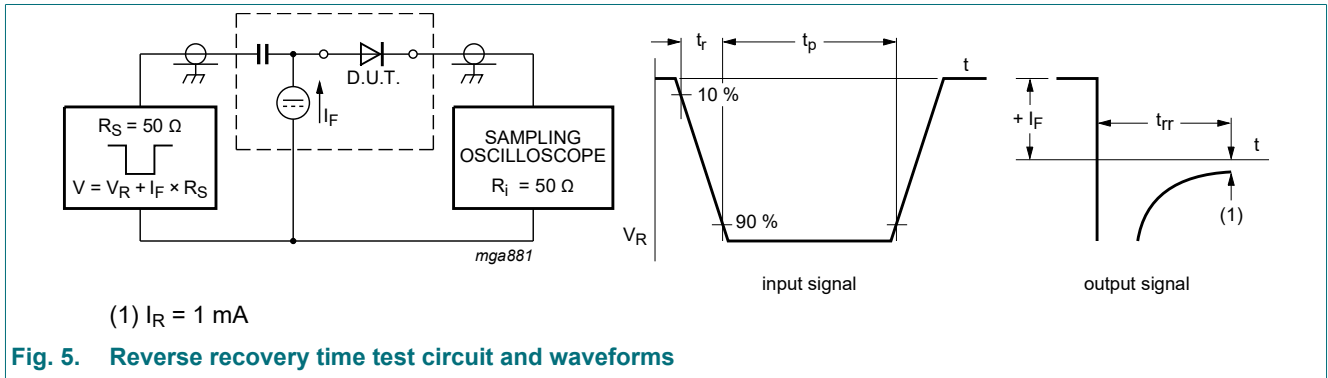 R_S = 50 Ω
V = V_R + I_F × R_S
I_F
D.U.T.
SAMPLING
OSCILLOSCOPE
R_i = 50 Ω
mga881
t_r
t_p
t
10 %
90 %
V_R
input signal
+ I_F
t_rr
t
(1)
output signal
(1) I_R = 1 mA
Fig. 5. Reverse recovery time test circuit and waveforms